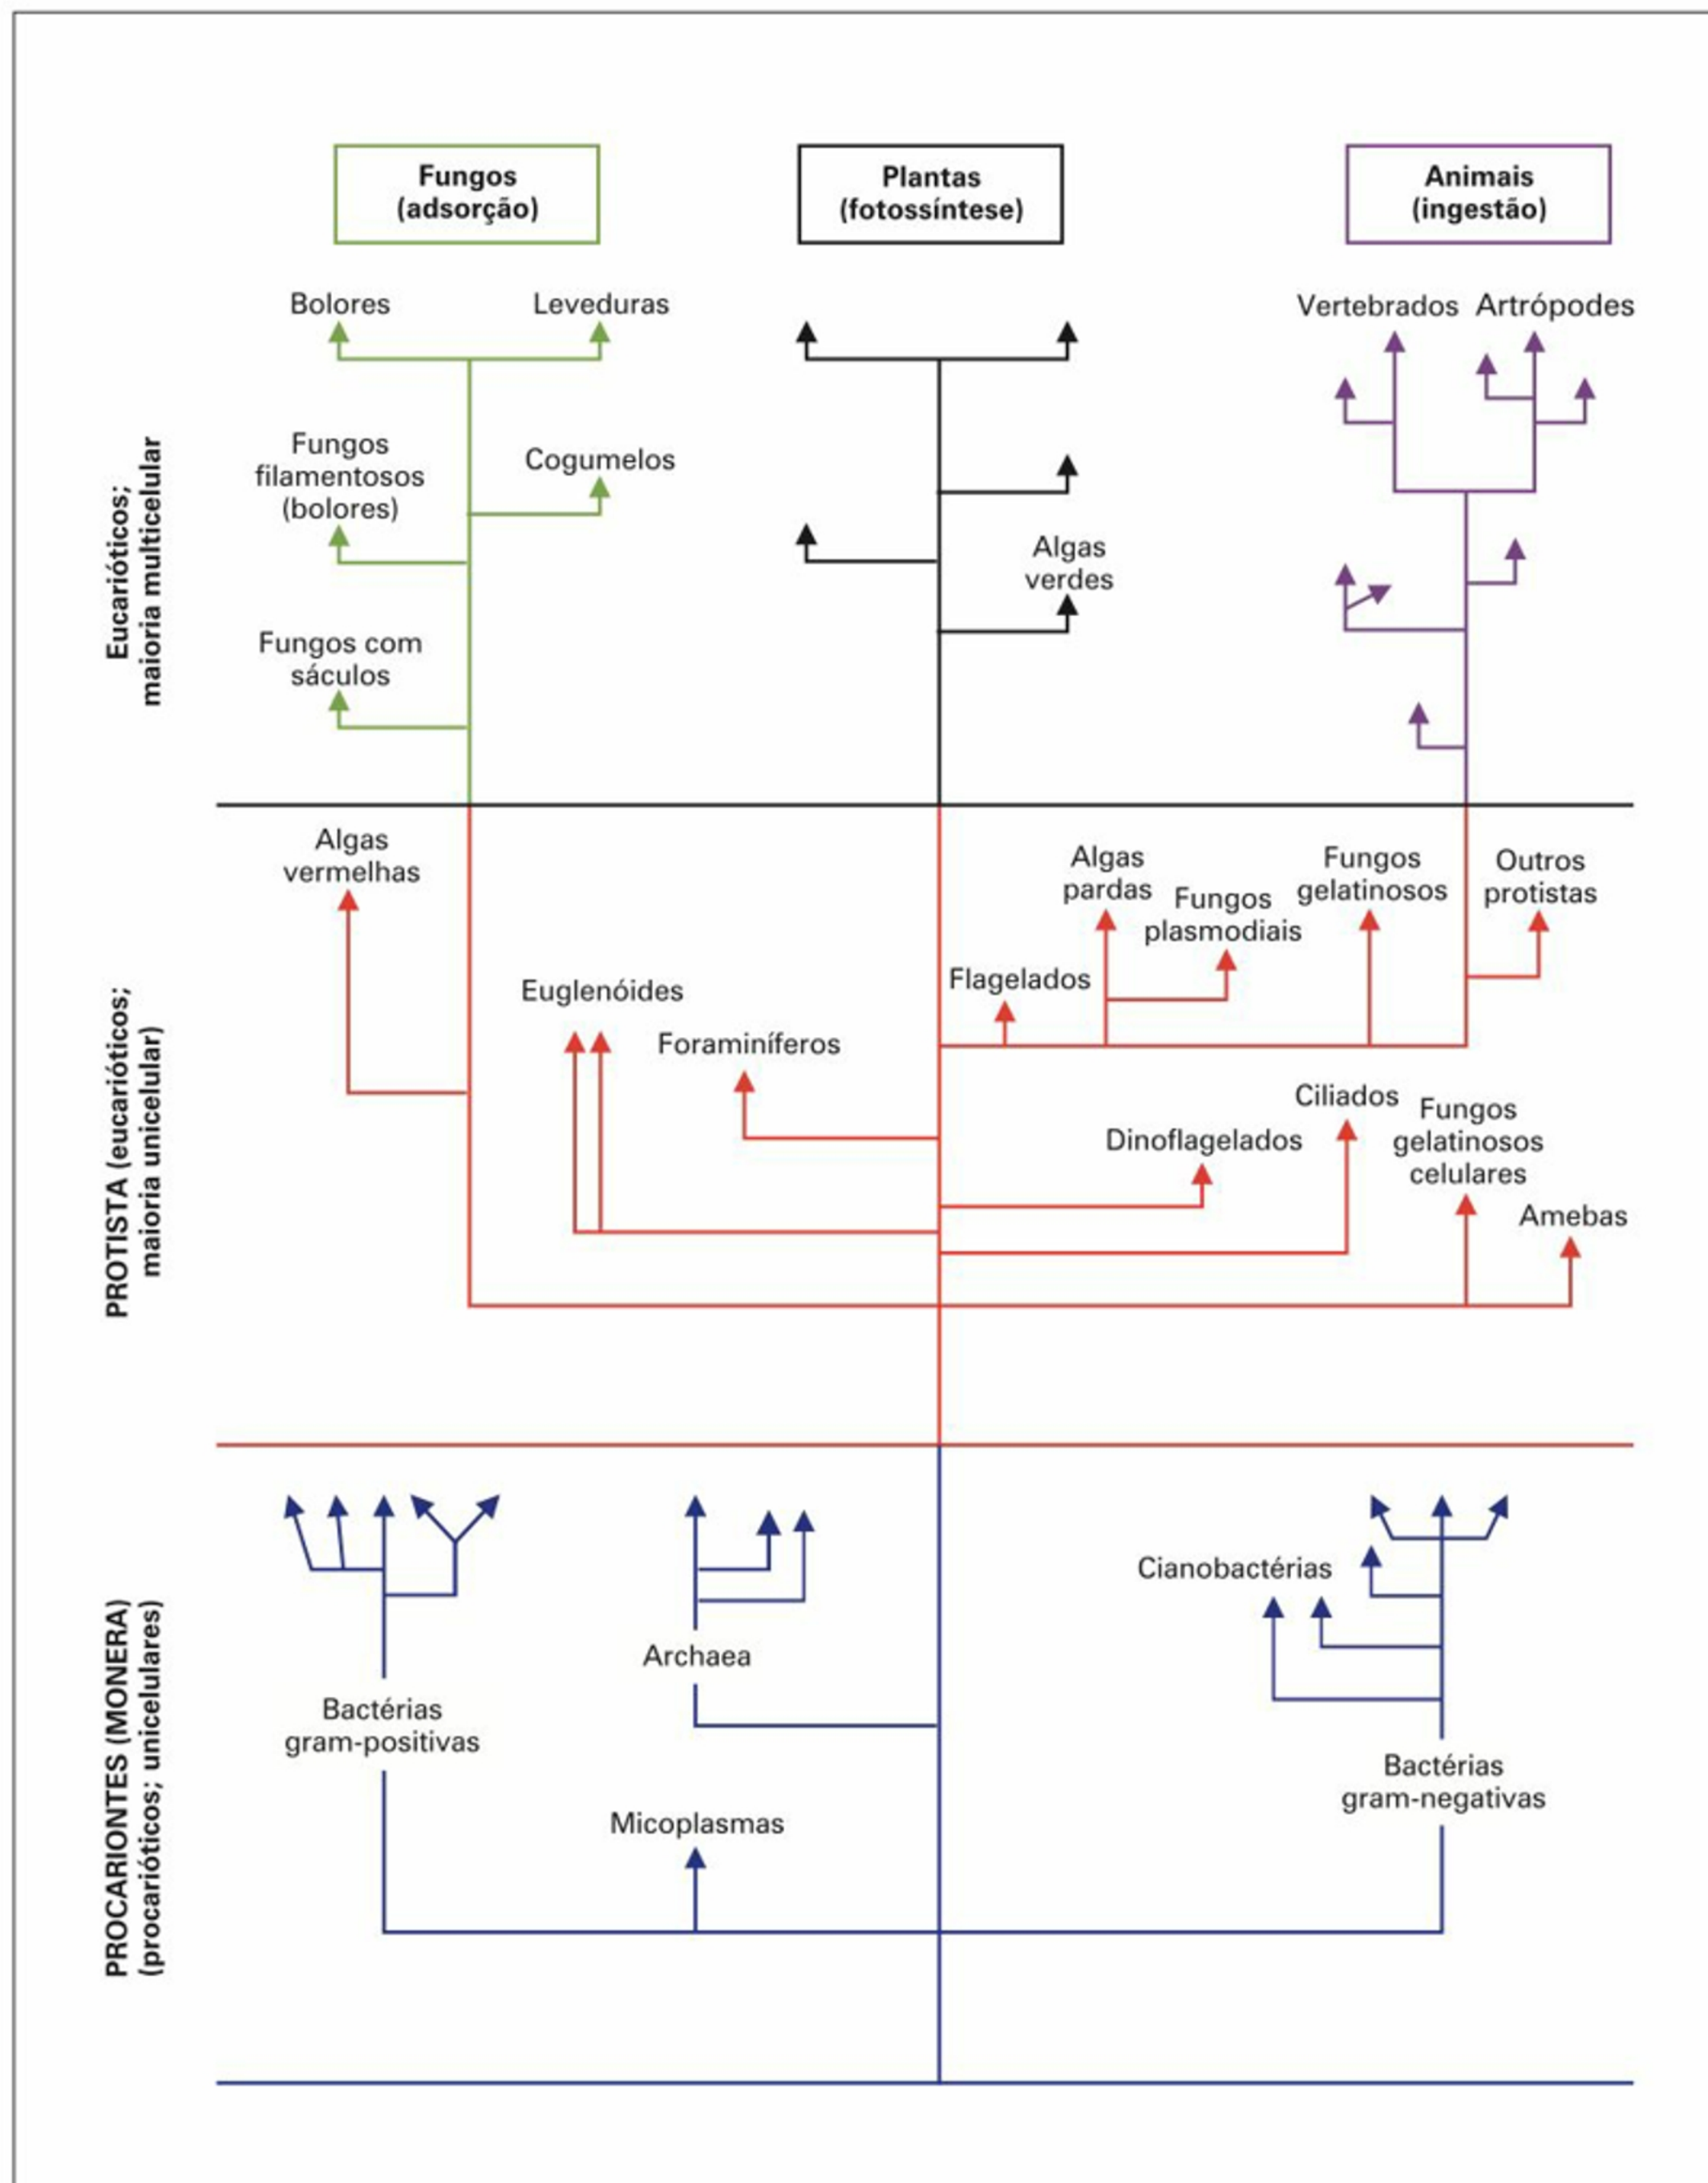 Fungos
(adsorção)
Plantas
(fotossíntese)
Animais
(ingestão)
Eucarióticos;
maioria multicelular
Bolores
Leveduras
Vertebrados
Artrópodes
Fungos
filamentosos
(bolores)
Cogumelos
Algas
verdes
Fungos com
sáculos
PROTISTA (eucarióticos;
maioria unicelular)
Algas
vermelhas
Algas
pardas
Fungos
plasmodiais
Fungos
gelatinosos
Outros
protistas
Flagelados
Euglenóides
Foraminíferos
Ciliados
Dinoflagelados
Fungos
gelatinosos
celulares
Amebas
PROCARIONTES (MONERA)
(procarióticos; unicelulares)
Cianobactérias
Archaea
Bactérias
gram-positivas
Bactérias
gram-negativas
Micoplasmas